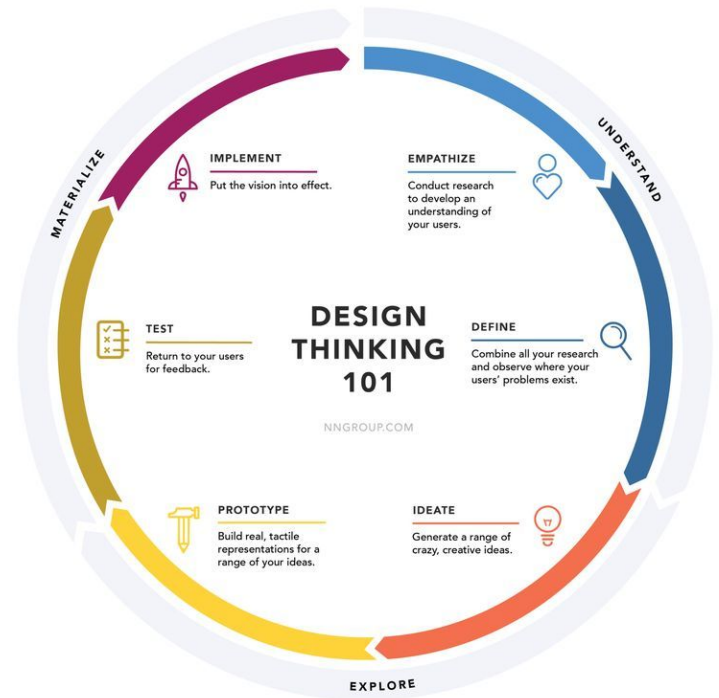 DESIGN
THINKING
101
NNGROUP.COM
UNDERSTAND
EMPATHIZE
Conduct research
to develop an
understanding of
your users.
DEFINE
Combine all your research
and observe where your
users' problems exist.
EXPLORE
IDEATE
Generate a range of
crazy, creative ideas.
PROTOTYPE
Build real, tactile
representations for a
range of your ideas.
MATERIALIZE
TEST
Return to your users
for feedback.
IMPLEMENT
Put the vision into effect.